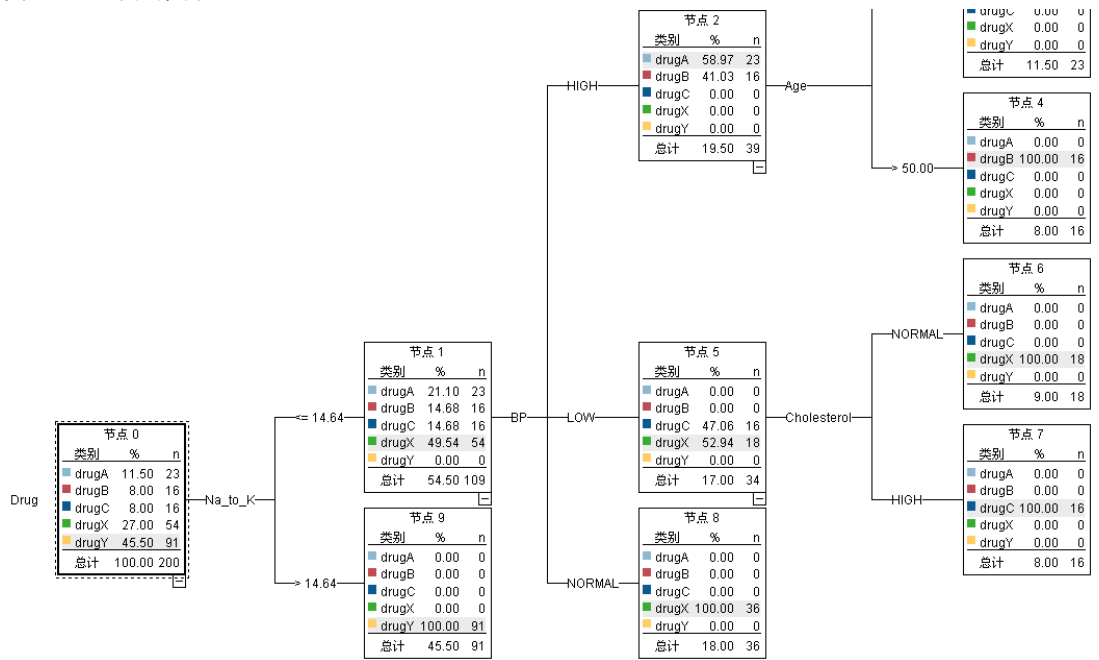 节点 2
类别 % n
drugA 58.97 23
drugB 41.03 16
drugC 0.00 0
drugX 0.00 0
drugY 0.00 0
总计 19.50 39
HIGH
Age
drugC 0.00 0
drugX 0.00 0
drugY 0.00 0
总计 11.50 23
> 50.00
节点 4
类别 % n
drugA 0.00 0
drugB 100.00 16
drugC 0.00 0
drugX 0.00 0
drugY 0.00 0
总计 8.00 16
节点 6
类别 % n
drugA 0.00 0
drugB 0.00 0
drugC 0.00 0
drugX 100.00 18
drugY 0.00 0
总计 9.00 18
NORMAL
节点 1
类别 % n
drugA 21.10 23
drugB 14.68 16
drugC 14.68 16
drugX 49.54 54
drugY 0.00 0
总计 54.50 109
<= 14.64
BP
LOW
节点 5
类别 % n
drugA 0.00 0
drugB 0.00 0
drugC 47.06 16
drugX 52.94 18
drugY 0.00 0
总计 17.00 34
Cholesterol
Drug
节点 0
类别 % n
drugA 11.50 23
drugB 8.00 16
drugC 8.00 16
drugX 27.00 54
drugY 45.50 91
总计 100.00 200
Na_to_K
HIGH
节点 7
类别 % n
drugA 0.00 0
drugB 0.00 0
drugC 100.00 16
drugX 0.00 0
drugY 0.00 0
总计 8.00 16
> 14.64
节点 9
类别 % n
drugA 0.00 0
drugB 0.00 0
drugC 0.00 0
drugX 0.00 0
drugY 100.00 91
总计 45.50 91
NORMAL
节点 8
类别 % n
drugA 0.00 0
drugB 0.00 0
drugC 0.00 0
drugX 100.00 36
drugY 0.00 0
总计 18.00 36